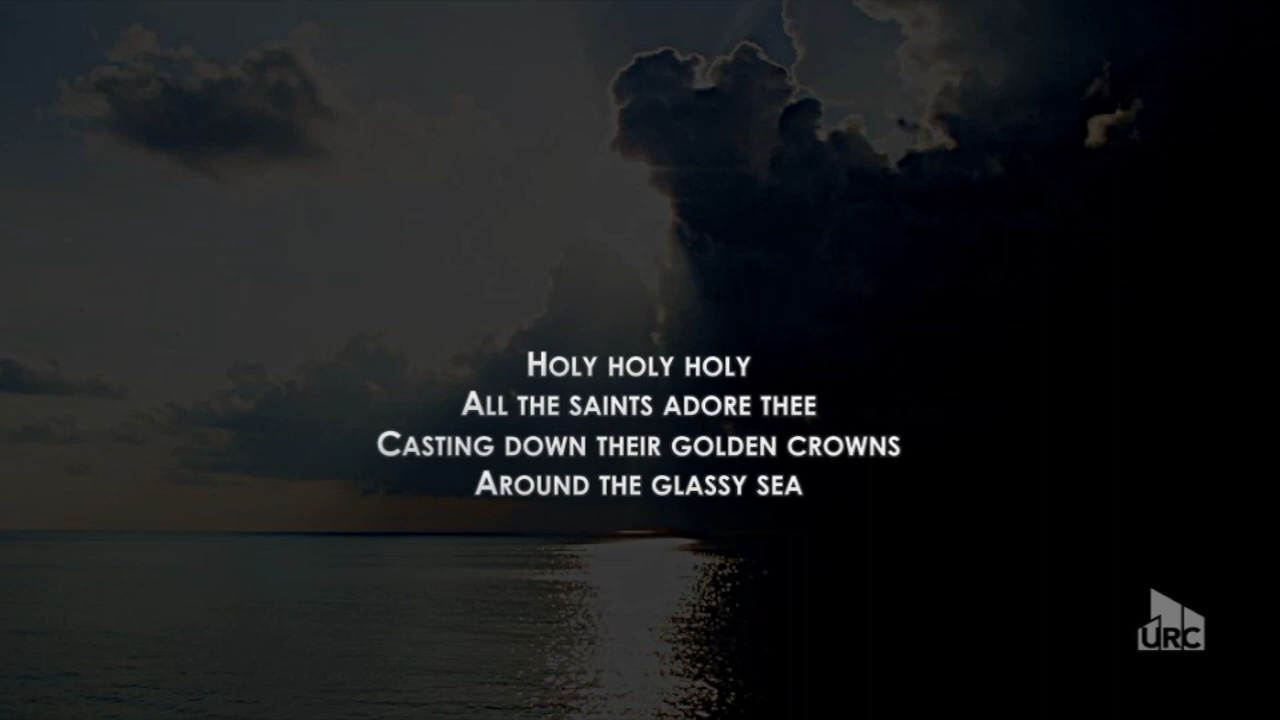 Holy holy holy
All the saints adore thee
Casting down their golden crowns
Around the glassy sea
URC